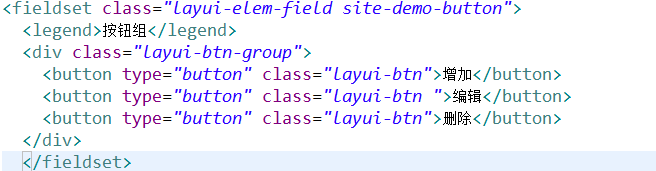 <fieldset class="layui-elem-field site-demo-button">
  <legend>按钮组</legend>
  <div class="layui-btn-group">
    <button type="button" class="layui-btn">增加</button>
    <button type="button" class="layui-btn ">编辑</button>
    <button type="button" class="layui-btn">删除</button>
  </div>
  </fieldset>